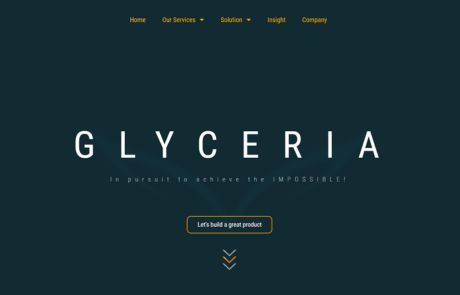 Home Our Services Solution Insight Company
GLYCERIA
In pursuit to achieve the IMPOSSIBLE!
Let's build a great product